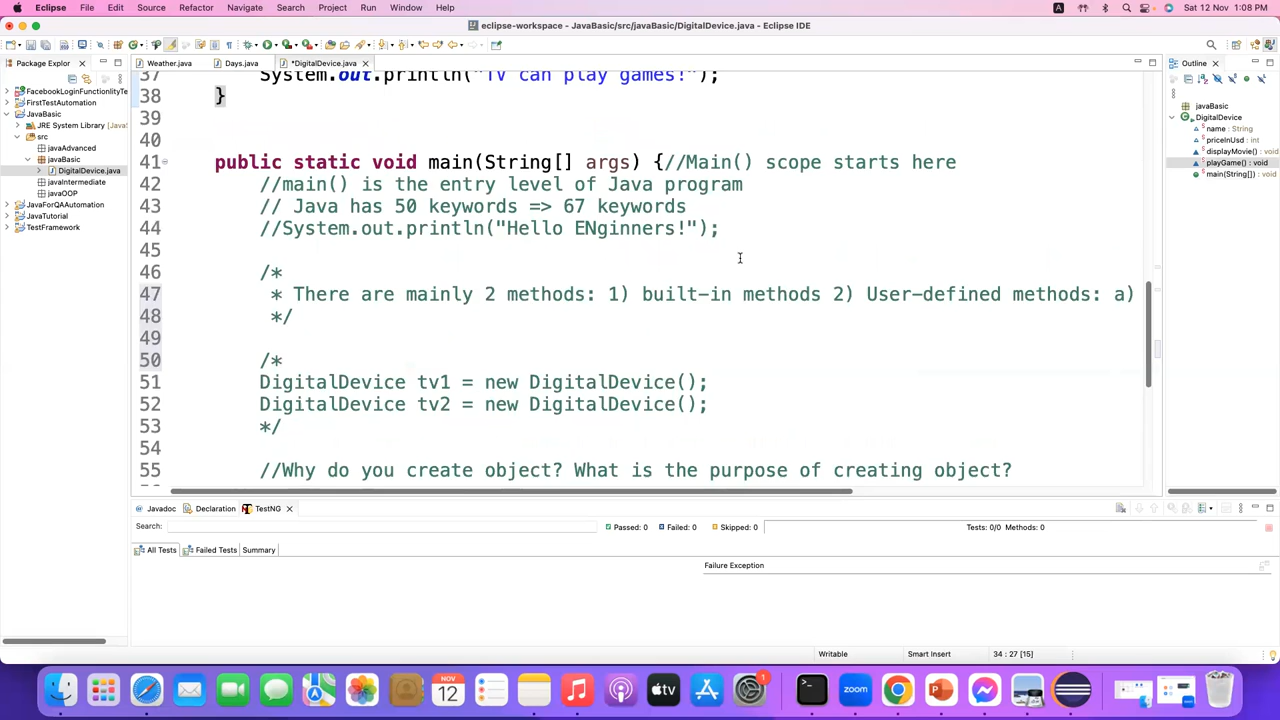 Eclipse File Edit Source Refactor Navigate Search Project Run Window Help A Sat 12 Nov 1:08 PM
eclipse-workspace - JavaBasic/src/javaBasic/DigitalDevice.java - Eclipse IDE
Package Explorer
FacebookLoginFunctionlityTe
FirstTestAutomation
JavaBasic
JRE System Library [Java
src
javaAdvanced
javaBasic
DigitalDevice.java
javaIntermediate
javaOOP
JavaForQAAutomation
JavaTutorial
TestFramework
Weather.java Days.java *DigitalDevice.java
37 System.out.println("TV can play games!");
38 }
39
40
41 public static void main(String[] args) {//Main() scope starts here
42 //main() is the entry level of Java program
43 // Java has 50 keywords => 67 keywords
44 //System.out.println("Hello ENginners!");
45
46 /*
47 * There are mainly 2 methods: 1) built-in methods 2) User-defined methods: a)
48 */
49
50 /*
51 DigitalDevice tv1 = new DigitalDevice();
52 DigitalDevice tv2 = new DigitalDevice();
53 */
54
55 //Why do you create object? What is the purpose of creating object?
Outline
javaBasic
DigitalDevice
name : String
priceInUsd
displayMovie() :
playGame() : void
main(String[]) :
Javadoc Declaration TestNG
Search: Passed: 0 Failed: 0 Skipped: 0 Tests: 0/0 Methods: 0
All Tests Failed Tests Summary
Failure Exception
Writable Smart Insert 34 : 27 [15]
NOV
12
tv
1
zoom